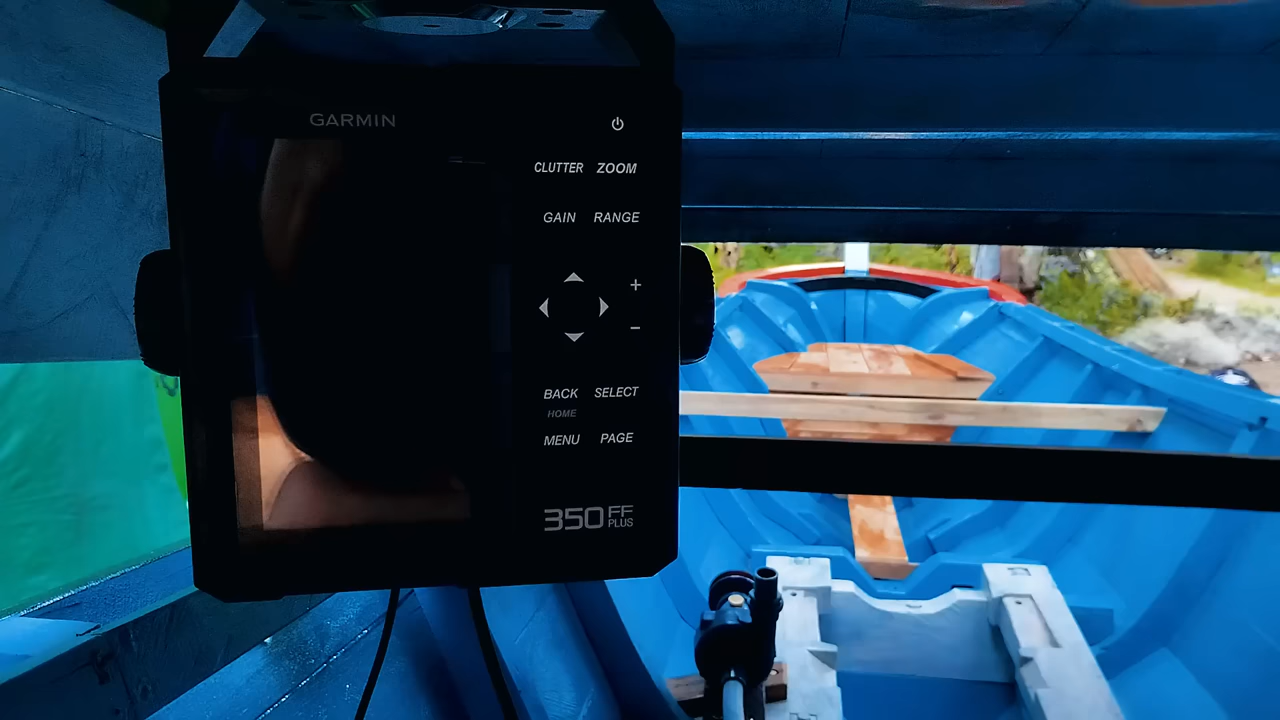 GARMIN
CLUTTER ZOOM
GAIN RANGE
+
−
BACK SELECT
HOME
MENU PAGE
350 FF PLUS